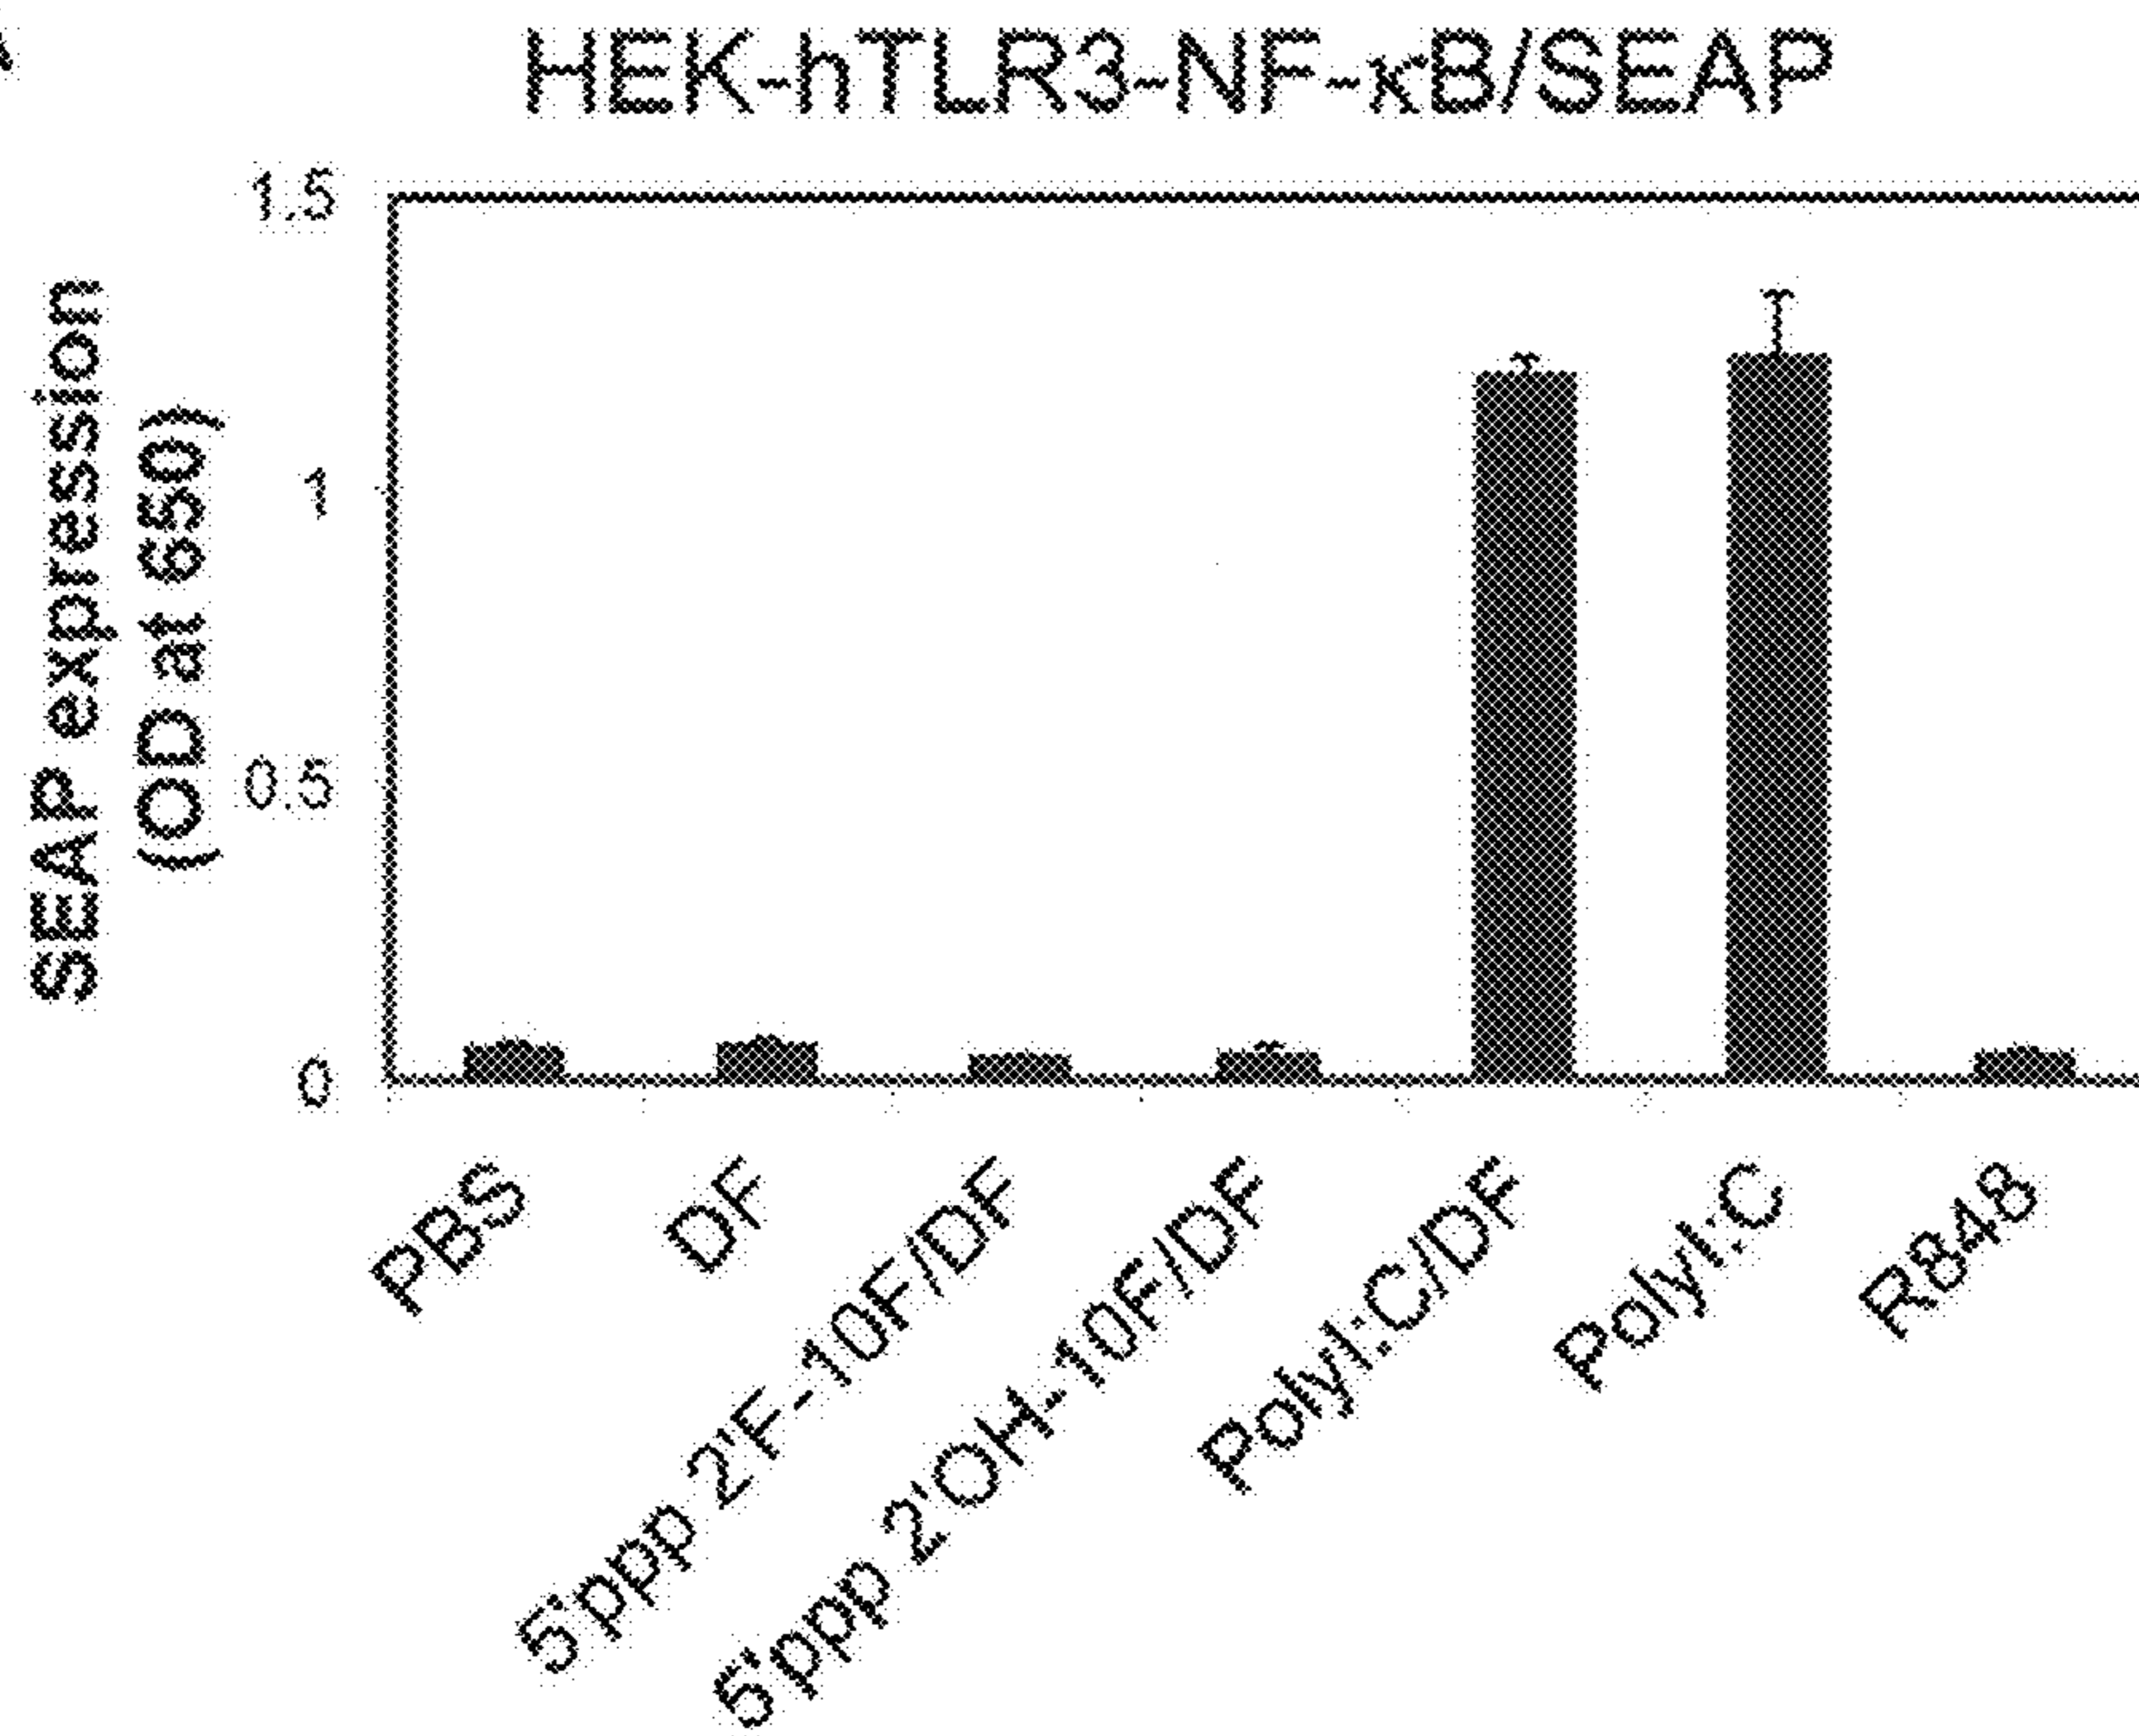 HEK-hTLR3-NF-κB/SEAP
SEAP expression
(OD at 650)
1.5
1
0.5
0
PBS
DF
5'ppp 2'F-10F/DF
5'ppp 2'OH-10F/DF
PolyI:C/DF
PolyI:C
R848